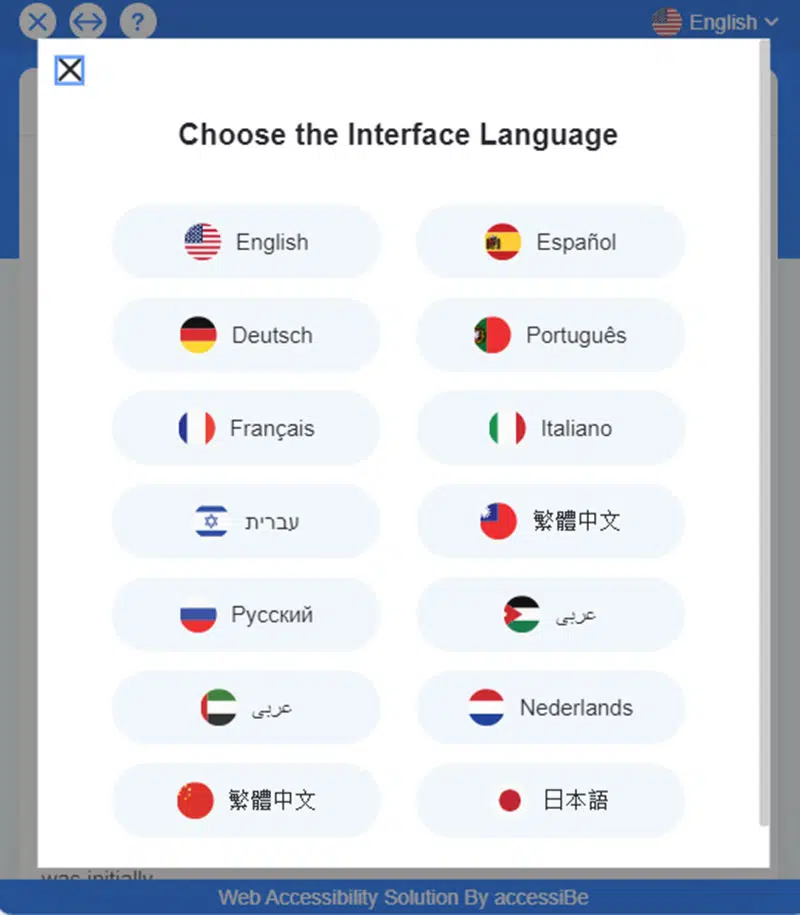 English
Choose the Interface Language
English
Español
Deutsch
Português
Français
Italiano
עברית
繁體中文
Русский
عربى
عربى
Nederlands
繁體中文
日本語
was initially
Web Accessibility Solution By accessiBe